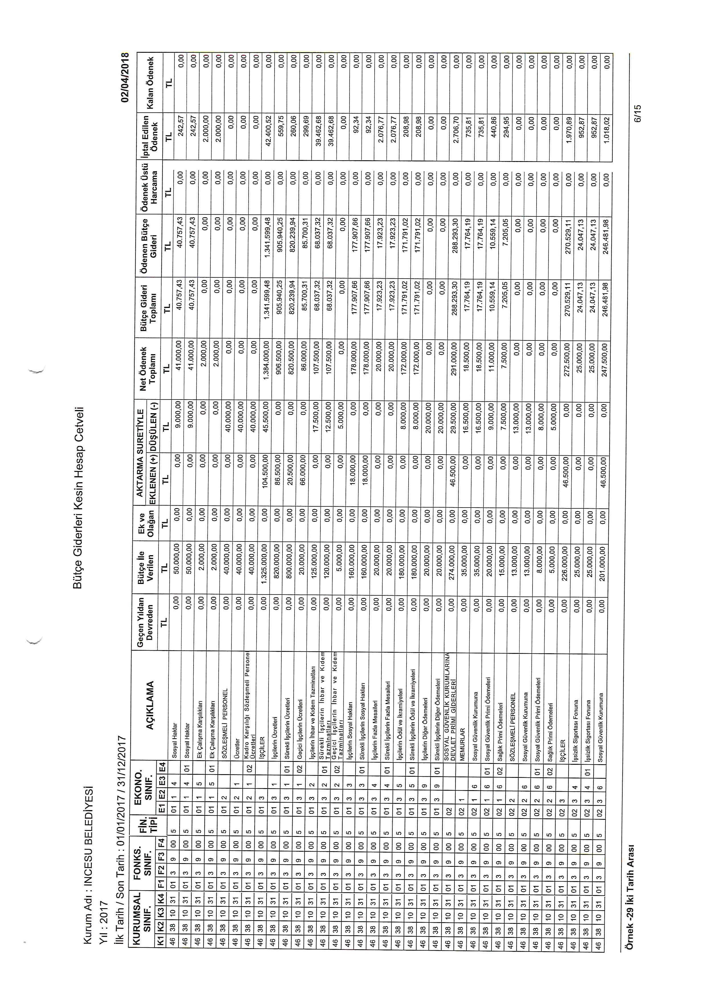 Bütçe Giderleri Kesin Hesap Cetveli
Kurum Adı : INCESU BELEDİYESİ
Yıl : 2017
İlk Tarih / Son Tarih : 01/01/2017 / 31/12/2017 02/04/2018
KURUMSAL SINIF. FONKS. SINIF. FİN. TİPİ EKONO. SINIF. AÇIKLAMA Geçen Yıldan Devreden Bütçe İle Verilen Ek ve Olağan AKTARMA SURETİYLE Net Ödenek Toplamı Bütçe Gideri Toplamı Ödenen Bütçe Gideri Ödenek Üstü Harcama İptal Edilen Ödenek Kalan Ödenek
EKLENEN (+) DÜŞÜLEN (-)
K1 K2 K3 K4 F1 F2 F3 F4 E1 E2 E3 E4 TL TL TL TL TL TL TL TL TL TL TL
46 38 10 31 01 3 9 00 5 01 1 4 Sosyal Haklar 0,00 50.000,00 0,00 0,00 9.000,00 41.000,00 40.757,43 40.757,43 0,00 242,57 0,00
46 38 10 31 01 3 9 00 5 01 1 4 01 Sosyal Haklar 0,00 50.000,00 0,00 0,00 9.000,00 41.000,00 40.757,43 40.757,43 0,00 242,57 0,00
46 38 10 31 01 3 9 00 5 01 1 5 Ek Çalışma Karşılıkları 0,00 2.000,00 0,00 0,00 0,00 2.000,00 0,00 0,00 0,00 2.000,00 0,00
46 38 10 31 01 3 9 00 5 01 1 5 01 Ek Çalışma Karşılıkları 0,00 2.000,00 0,00 0,00 0,00 2.000,00 0,00 0,00 0,00 2.000,00 0,00
46 38 10 31 01 3 9 00 5 01 2 SÖZLEŞMELİ PERSONEL 0,00 40.000,00 0,00 0,00 40.000,00 0,00 0,00 0,00 0,00 0,00 0,00
46 38 10 31 01 3 9 00 5 01 2 1 Ücretler 0,00 40.000,00 0,00 0,00 40.000,00 0,00 0,00 0,00 0,00 0,00 0,00
46 38 10 31 01 3 9 00 5 01 2 1 02 Kadro Karşılığı Sözleşmeli Personel Ücretleri 0,00 40.000,00 0,00 0,00 40.000,00 0,00 0,00 0,00 0,00 0,00 0,00
46 38 10 31 01 3 9 00 5 01 3 İŞÇİLER 0,00 1.325.000,00 0,00 104.500,00 45.500,00 1.384.000,00 1.341.599,48 1.341.599,48 0,00 42.400,52 0,00
46 38 10 31 01 3 9 00 5 01 3 1 İşçilerin Ücretleri 0,00 820.000,00 0,00 86.500,00 0,00 906.500,00 905.940,25 905.940,25 0,00 559,75 0,00
46 38 10 31 01 3 9 00 5 01 3 1 01 Sürekli İşçilerin Ücretleri 0,00 800.000,00 0,00 20.500,00 0,00 820.500,00 820.239,94 820.239,94 0,00 260,06 0,00
46 38 10 31 01 3 9 00 5 01 3 1 02 Geçici İşçilerin Ücretleri 0,00 20.000,00 0,00 66.000,00 0,00 86.000,00 85.700,31 85.700,31 0,00 299,69 0,00
46 38 10 31 01 3 9 00 5 01 3 2 İşçilerin İhbar ve Kıdem Tazminatları 0,00 125.000,00 0,00 0,00 17.500,00 107.500,00 68.037,32 68.037,32 0,00 39.462,68 0,00
46 38 10 31 01 3 9 00 5 01 3 2 01 Sürekli İşçilerin İhbar ve Kıdem Tazminatları 0,00 120.000,00 0,00 0,00 12.500,00 107.500,00 68.037,32 68.037,32 0,00 39.462,68 0,00
46 38 10 31 01 3 9 00 5 01 3 2 02 Geçici İşçilerin İhbar ve Kıdem Tazminatları 0,00 5.000,00 0,00 0,00 5.000,00 0,00 0,00 0,00 0,00 0,00 0,00
46 38 10 31 01 3 9 00 5 01 3 3 İşçilerin Sosyal Hakları 0,00 160.000,00 0,00 18.000,00 0,00 178.000,00 177.907,66 177.907,66 0,00 92,34 0,00
46 38 10 31 01 3 9 00 5 01 3 3 01 Sürekli İşçilerin Sosyal Hakları 0,00 160.000,00 0,00 18.000,00 0,00 178.000,00 177.907,66 177.907,66 0,00 92,34 0,00
46 38 10 31 01 3 9 00 5 01 3 4 İşçilerin Fazla Mesaileri 0,00 20.000,00 0,00 0,00 0,00 20.000,00 17.923,23 17.923,23 0,00 2.076,77 0,00
46 38 10 31 01 3 9 00 5 01 3 4 01 Sürekli İşçilerin Fazla Mesaileri 0,00 20.000,00 0,00 0,00 0,00 20.000,00 17.923,23 17.923,23 0,00 2.076,77 0,00
46 38 10 31 01 3 9 00 5 01 3 5 İşçilerin Ödül ve İkramiyeleri 0,00 180.000,00 0,00 0,00 8.000,00 172.000,00 171.791,02 171.791,02 0,00 208,98 0,00
46 38 10 31 01 3 9 00 5 01 3 5 01 Sürekli İşçilerin Ödül ve İkramiyeleri 0,00 180.000,00 0,00 0,00 8.000,00 172.000,00 171.791,02 171.791,02 0,00 208,98 0,00
46 38 10 31 01 3 9 00 5 01 3 9 İşçilerin Diğer Ödemeleri 0,00 20.000,00 0,00 0,00 20.000,00 0,00 0,00 0,00 0,00 0,00 0,00
46 38 10 31 01 3 9 00 5 01 3 9 01 Sürekli İşçilerin Diğer Ödemeleri 0,00 20.000,00 0,00 0,00 20.000,00 0,00 0,00 0,00 0,00 0,00 0,00
46 38 10 31 01 3 9 00 5 02 SOSYAL GÜVENLİK KURUMLARINA DEVLET PRİMİ GİDERLERİ 0,00 274.000,00 0,00 46.500,00 29.500,00 291.000,00 288.293,30 288.293,30 0,00 2.706,70 0,00
46 38 10 31 01 3 9 00 5 02 1 MEMURLAR 0,00 35.000,00 0,00 0,00 16.500,00 18.500,00 17.764,19 17.764,19 0,00 735,81 0,00
46 38 10 31 01 3 9 00 5 02 1 6 Sosyal Güvenlik Kurumuna 0,00 35.000,00 0,00 0,00 16.500,00 18.500,00 17.764,19 17.764,19 0,00 735,81 0,00
46 38 10 31 01 3 9 00 5 02 1 6 01 Sosyal Güvenlik Primi Ödemeleri 0,00 20.000,00 0,00 0,00 9.000,00 11.000,00 10.559,14 10.559,14 0,00 440,86 0,00
46 38 10 31 01 3 9 00 5 02 1 6 02 Sağlık Primi Ödemeleri 0,00 15.000,00 0,00 0,00 7.500,00 7.500,00 7.205,05 7.205,05 0,00 294,95 0,00
46 38 10 31 01 3 9 00 5 02 2 SÖZLEŞMELİ PERSONEL 0,00 13.000,00 0,00 0,00 13.000,00 0,00 0,00 0,00 0,00 0,00 0,00
46 38 10 31 01 3 9 00 5 02 2 6 Sosyal Güvenlik Kurumuna 0,00 13.000,00 0,00 0,00 13.000,00 0,00 0,00 0,00 0,00 0,00 0,00
46 38 10 31 01 3 9 00 5 02 2 6 01 Sosyal Güvenlik Primi Ödemeleri 0,00 8.000,00 0,00 0,00 8.000,00 0,00 0,00 0,00 0,00 0,00 0,00
46 38 10 31 01 3 9 00 5 02 2 6 02 Sağlık Primi Ödemeleri 0,00 5.000,00 0,00 0,00 5.000,00 0,00 0,00 0,00 0,00 0,00 0,00
46 38 10 31 01 3 9 00 5 02 3 İŞÇİLER 0,00 226.000,00 0,00 46.500,00 0,00 272.500,00 270.529,11 270.529,11 0,00 1.970,89 0,00
46 38 10 31 01 3 9 00 5 02 3 4 İşsizlik Sigortası Fonuna 0,00 25.000,00 0,00 0,00 0,00 25.000,00 24.047,13 24.047,13 0,00 952,87 0,00
46 38 10 31 01 3 9 00 5 02 3 4 01 İşsizlik Sigortası Fonuna 0,00 25.000,00 0,00 0,00 0,00 25.000,00 24.047,13 24.047,13 0,00 952,87 0,00
46 38 10 31 01 3 9 00 5 02 3 6 Sosyal Güvenlik Kurumuna 0,00 201.000,00 0,00 46.500,00 0,00 247.500,00 246.481,98 246.481,98 0,00 1.018,02 0,00
Örnek -29 İki Tarih Arası 6/15